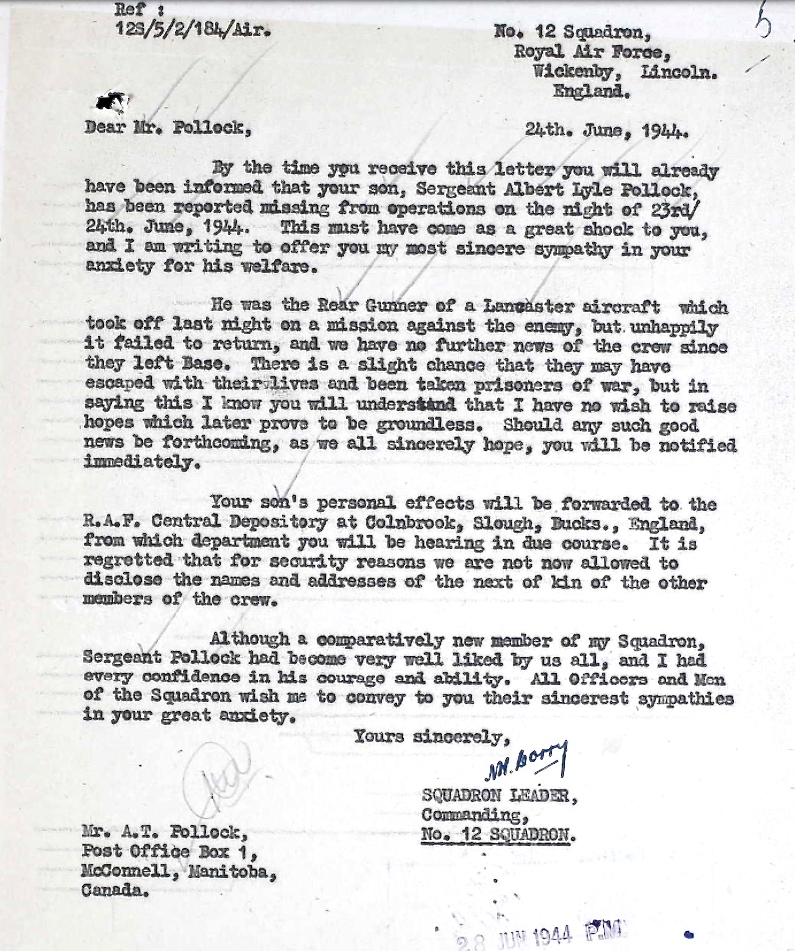 Ref :
12S/5/2/184/Air.
5
No. 12 Squadron,
Royal Air Force,
Wickenby, Lincoln.
England.
Dear Mr. Pollock,
24th. June, 1944.
By the time you receive this letter you will already
have been informed that your son, Sergeant Albert Lyle Pollock,
has been reported missing from operations on the night of 23rd/
24th. June, 1944. This must have come as a great shock to you,
and I am writing to offer you my most sincere sympathy in your
anxiety for his welfare.
He was the Rear Gunner of a Lancaster aircraft which
took off last night on a mission against the enemy, but unhappily
it failed to return, and we have no further news of the crew since
they left Base. There is a slight chance that they may have
escaped with their lives and been taken prisoners of war, but in
saying this I know you will understand that I have no wish to raise
hopes which later prove to be groundless. Should any such good
news be forthcoming, as we all sincerely hope, you will be notified
immediately.
Your son's personal effects will be forwarded to the
R.A.F. Central Depository at Colnbrook, Slough, Bucks., England,
from which department you will be hearing in due course. It is
regretted that for security reasons we are not now allowed to
disclose the names and addresses of the next of kin of the other
members of the crew.
Although a comparatively new member of my Squadron,
Sergeant Pollock had become very well liked by us all, and I had
every confidence in his courage and ability. All Officers and Men
of the Squadron wish me to convey to you their sincerest sympathies
in your great anxiety.
Yours sincerely,
SQUADRON LEADER,
Commanding,
No. 12 SQUADRON.
Mr. A.T. Pollock,
Post Office Box 1,
McConnell, Manitoba,
Canada.
28 JUN 1944 P.M.